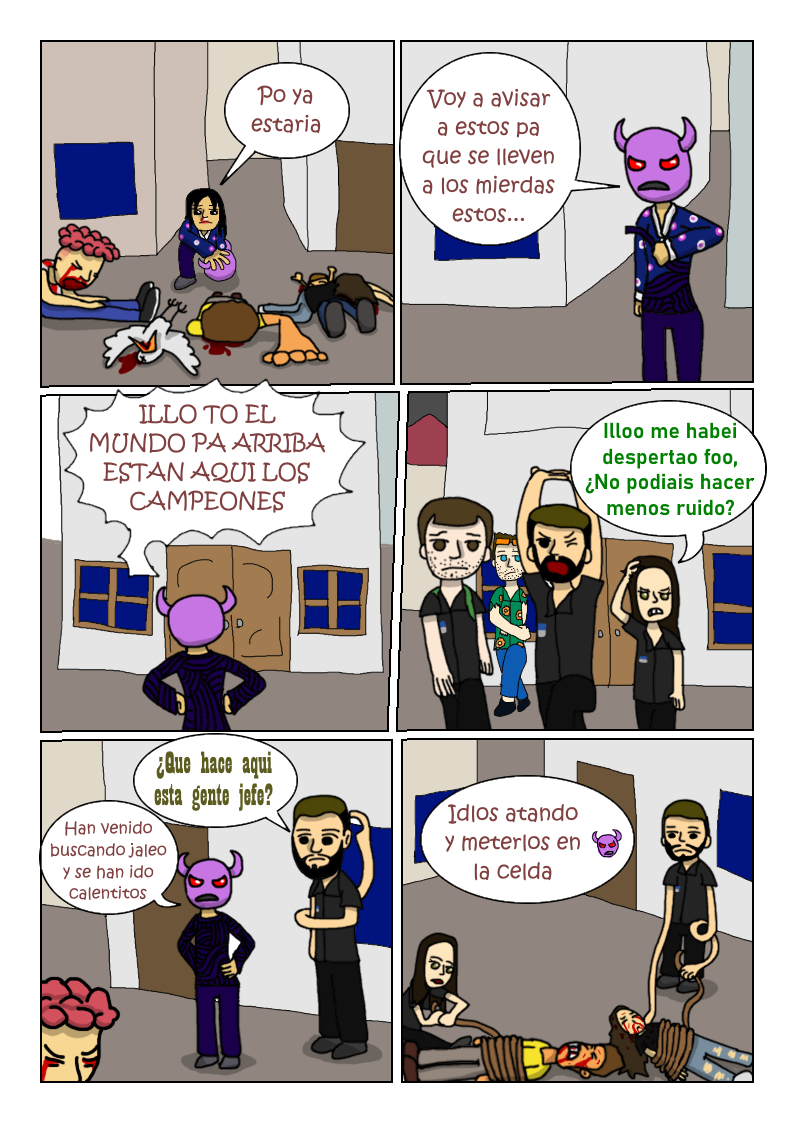 Po ya
estaria
Voy a avisar
a estos pa
que se lleven
a los mierdas
estos...
ILLO TO EL
MUNDO PA ARRIBA
ESTAN AQUI LOS
CAMPEONES
Illoo me habei
despertao foo,
¿No podiais hacer
menos ruido?
¿Que hace aqui
esta gente jefe?
Han venido
buscando jaleo
y se han ido
calentitos
Idlos atando
y meterlos en
la celda